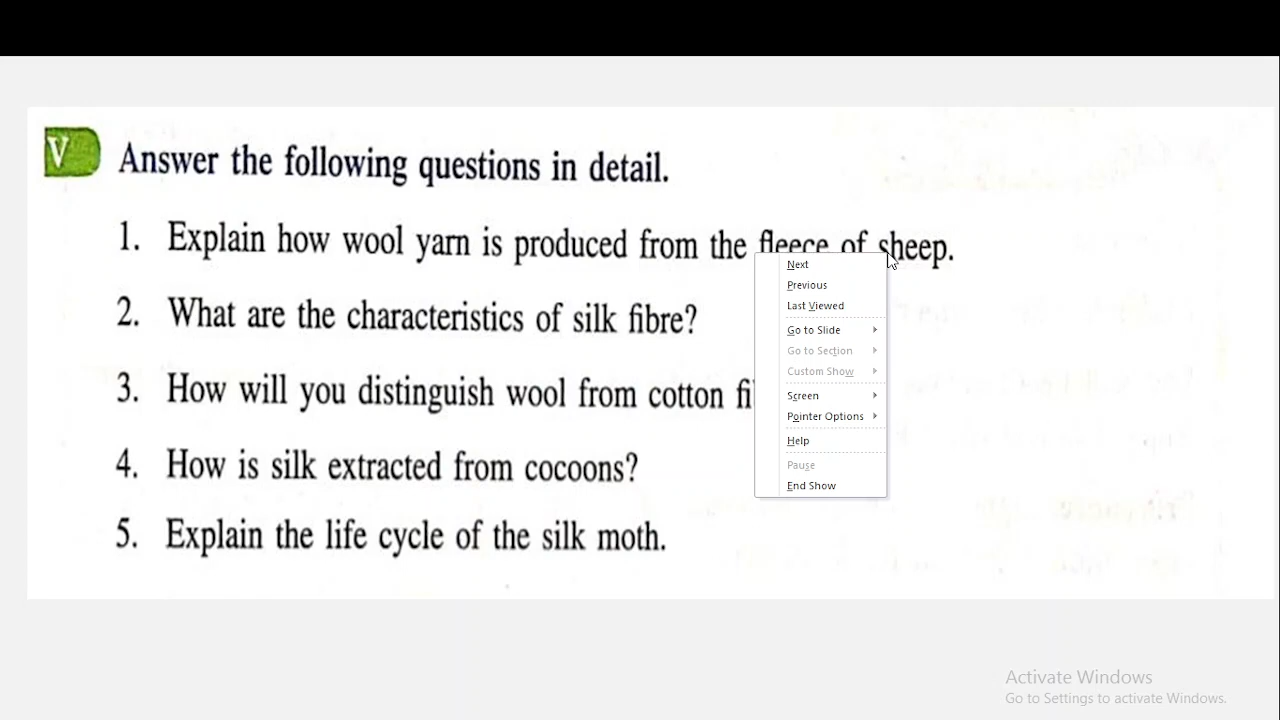 V Answer the following questions in detail.
1. Explain how wool yarn is produced from the fleece of sheep.
2. What are the characteristics of silk fibre?
3. How will you distinguish wool from cotton
4. How is silk extracted from cocoons?
5. Explain the life cycle of the silk moth.
Next
Previous
Last Viewed
Go to Slide
Go to Section
Custom Show
Screen
Pointer Options
Help
Pause
End Show
Activate Windows
Go to Settings to activate Windows.